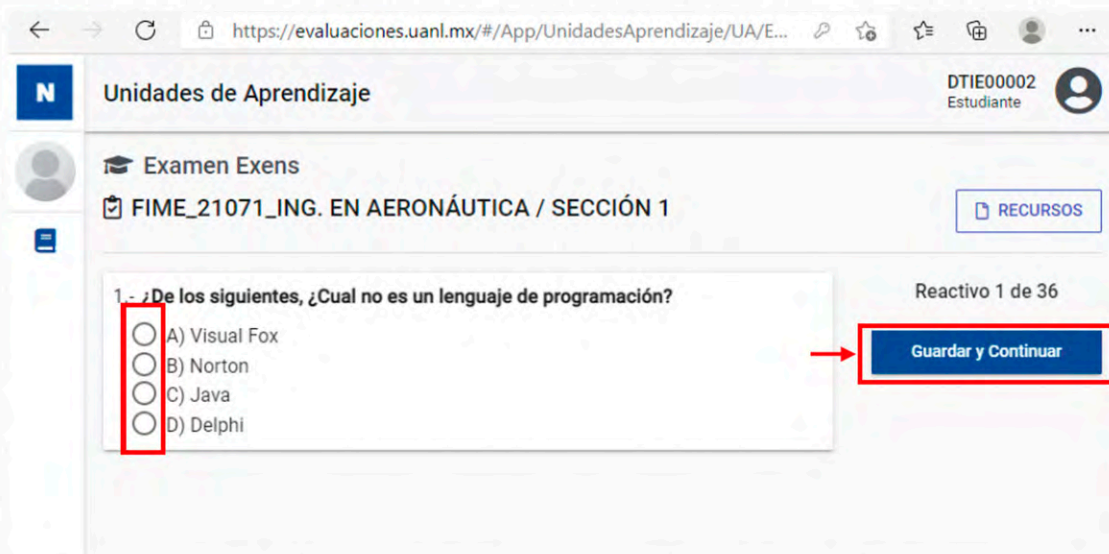 https://evaluaciones.uanl.mx/#/App/UnidadesAprendizaje/UA/E...
N
Unidades de Aprendizaje
DTIE00002
Estudiante
Examen Exens
FIME_21071_ING. EN AERONÁUTICA / SECCIÓN 1
RECURSOS
1.- ¿De los siguientes, ¿Cual no es un lenguaje de programación?
Reactivo 1 de 36
A) Visual Fox
B) Norton
C) Java
D) Delphi
Guardar y Continuar